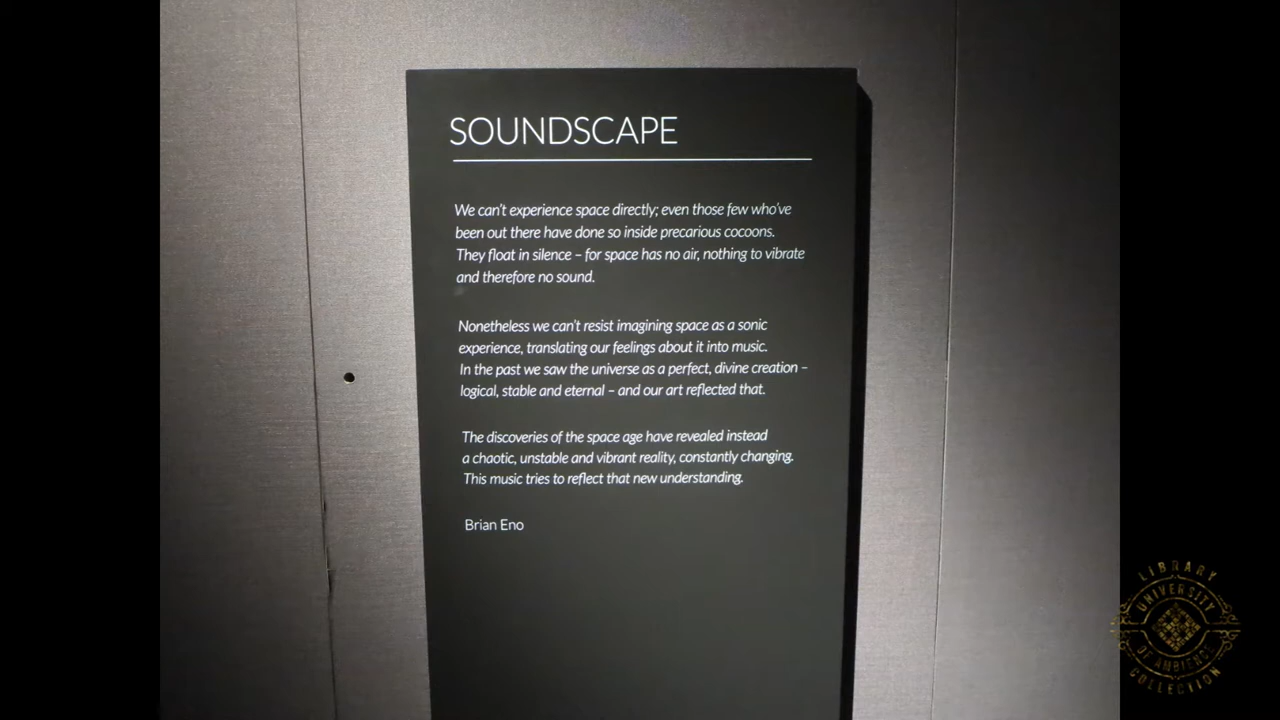 SOUNDSCAPE
We can't experience space directly; even those few who've
been out there have done so inside precarious cocoons.
They float in silence – for space has no air, nothing to vibrate
and therefore no sound.
Nonetheless we can't resist imagining space as a sonic
experience, translating our feelings about it into music.
In the past we saw the universe as a perfect, divine creation –
logical, stable and eternal – and our art reflected that.
The discoveries of the space age have revealed instead
a chaotic, unstable and vibrant reality, constantly changing.
This music tries to reflect that new understanding.
Brian Eno
LIBRARY
UNIVERSITY
OF AMBIENCE
COLLECTION